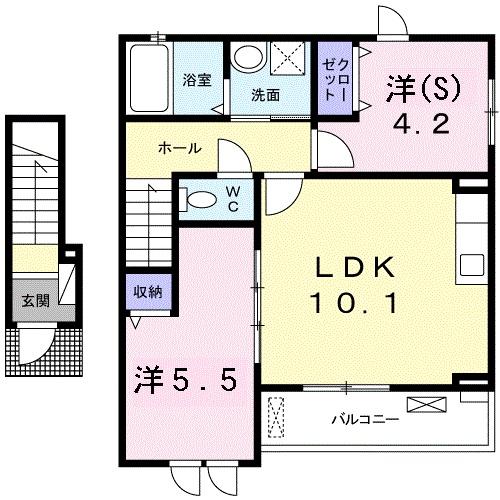 浴室
洗面
クロー
ゼット
洋(S)
4.2
ホール
WC
LDK
10.1
玄関
収納
洋5.5
バルコニー